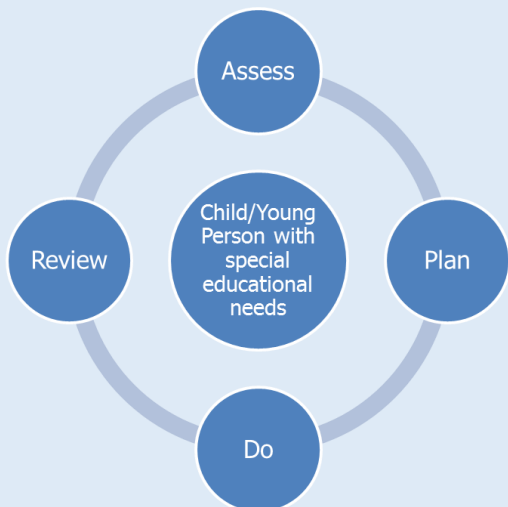 Assess
Child/Young
Person with
special
educational
needs
Review
Plan
Do